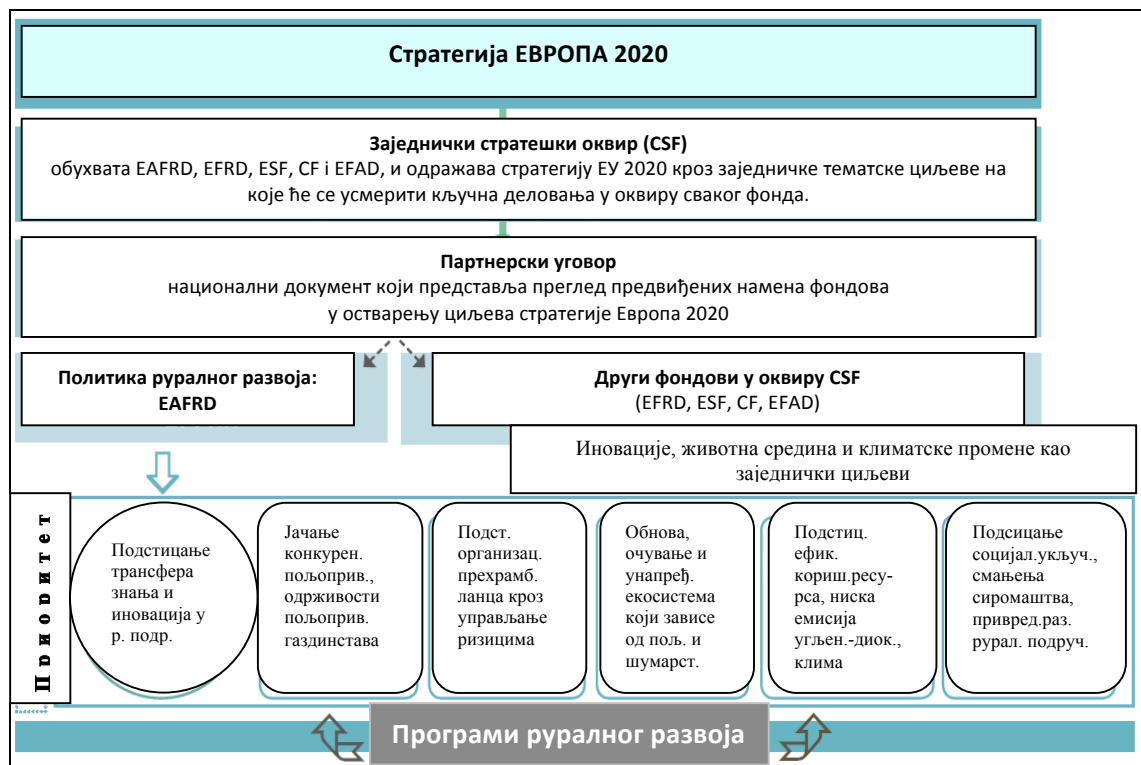 Стратегија ЕВРОПА 2020
Заједнички стратешки оквир (CSF)
обухвата EAFRD, EFRD, ESF, CF i EFAD, и одражава стратегију ЕУ 2020 кроз заједничке тематске циљеве на
које ће се усмерити кључна деловања у оквиру сваког фонда.
Партнерски уговор
национални документ који представља преглед предвиђених намена фондова
у остварењу циљева стратегије Европа 2020
Политика руралног развоја:
EAFRD
Други фондови у оквиру CSF
(EFRD, ESF, CF, EFAD)
Иновације, животна средина и климатске промене као
заједнички циљеви
Приоритет
Подстицање
трансфера
знања и
иновација у
р. подр.
Јачање
конкурен.
пољоприв.,
одрживости
пољоприв.
газдинстава
Подст.
организац.
прехрамб.
ланца кроз
управљање
ризицима
Обнова,
очување и
унапређ.
екосистема
који зависе
од пољ. и
шумарст.
Подстиц.
ефик.
кориш.ресу-
рса, ниска
емисија
угљен.-диок.,
клима
Подсицање
социјал.укључ.,
смањења
сиромаштва,
привред.раз.
рурал. подруч.
Програми руралног развоја